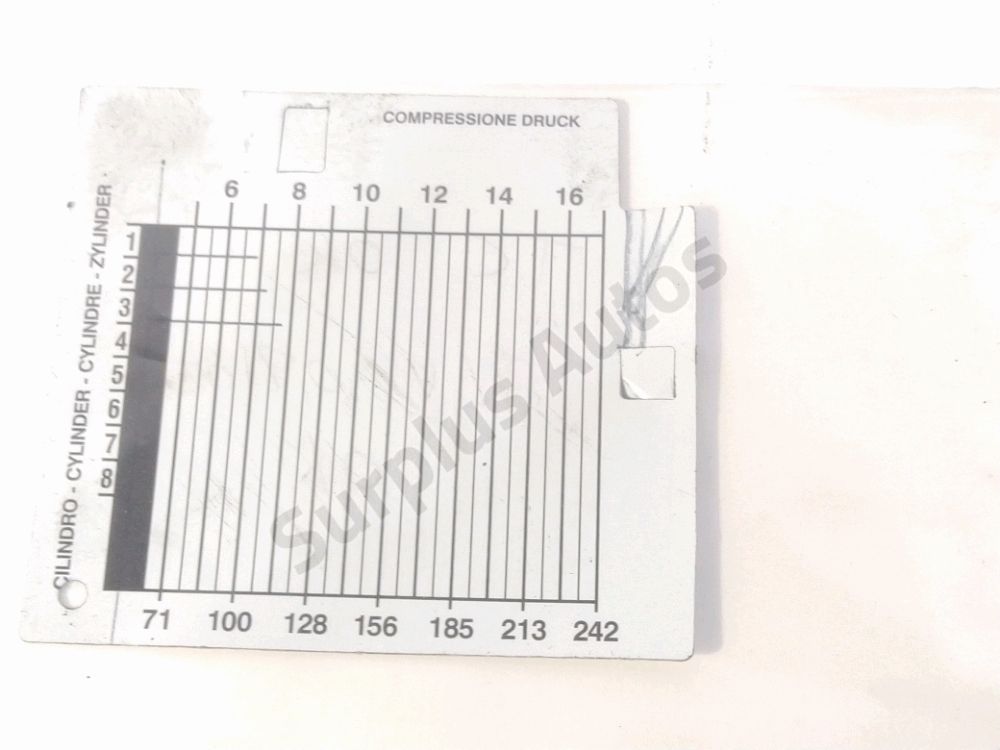 COMPRESSIONE DRUCK
6 8 10 12 14 16
CILINDRO - CYLINDER - CYLINDRE - ZYLINDER
1
2
3
4
5
6
7
8
71 100 128 156 185 213 242
Surplus Autos